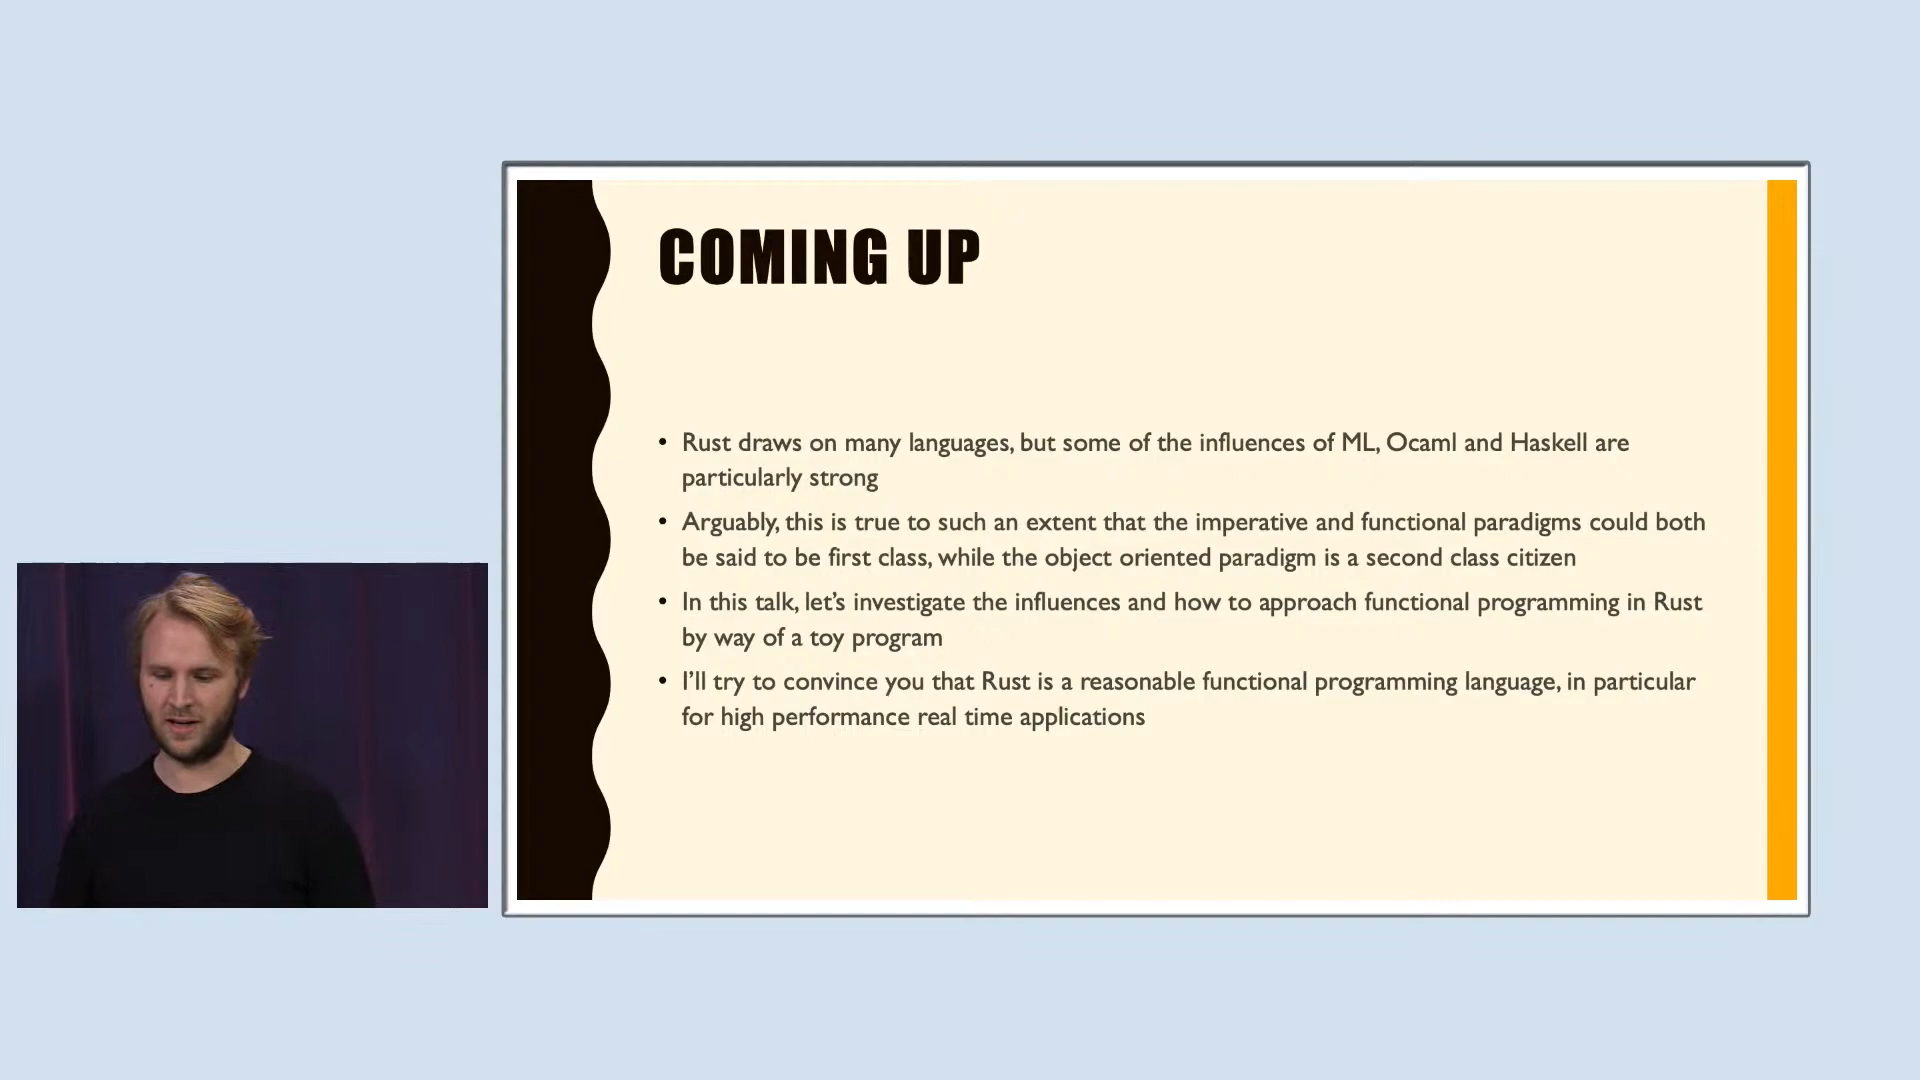 COMING UP
• Rust draws on many languages, but some of the influences of ML, Ocaml and Haskell are
particularly strong
• Arguably, this is true to such an extent that the imperative and functional paradigms could both
be said to be first class, while the object oriented paradigm is a second class citizen
• In this talk, let’s investigate the influences and how to approach functional programming in Rust
by way of a toy program
• I’ll try to convince you that Rust is a reasonable functional programming language, in particular
for high performance real time applications